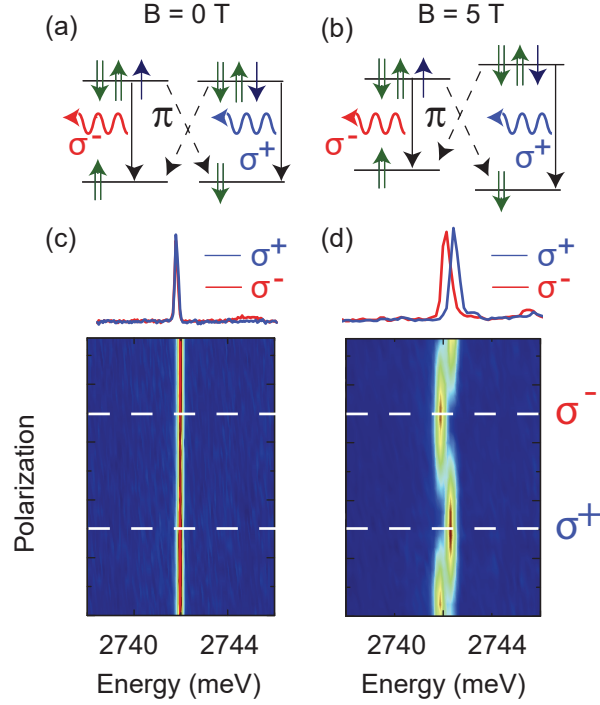 B = 0 T
B = 5 T
(a)
(b)
σ⁻
π
σ⁺
σ⁻
π
σ⁺
(c)
(d)
σ⁺
σ⁻
σ⁺
σ⁻
Polarization
σ⁻
σ⁺
2740
2744
2740
2744
Energy (meV)
Energy (meV)